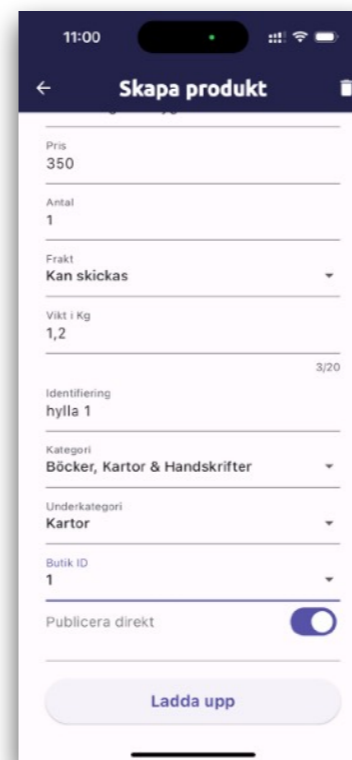 11:00
Skapa produkt
Pris
350
Antal
1
Frakt
Kan skickas
Vikt i Kg
1,2
3/20
Identifiering
hylla 1
Kategori
Böcker, Kartor & Handskrifter
Underkategori
Kartor
Butik ID
1
Publicera direkt
Ladda upp